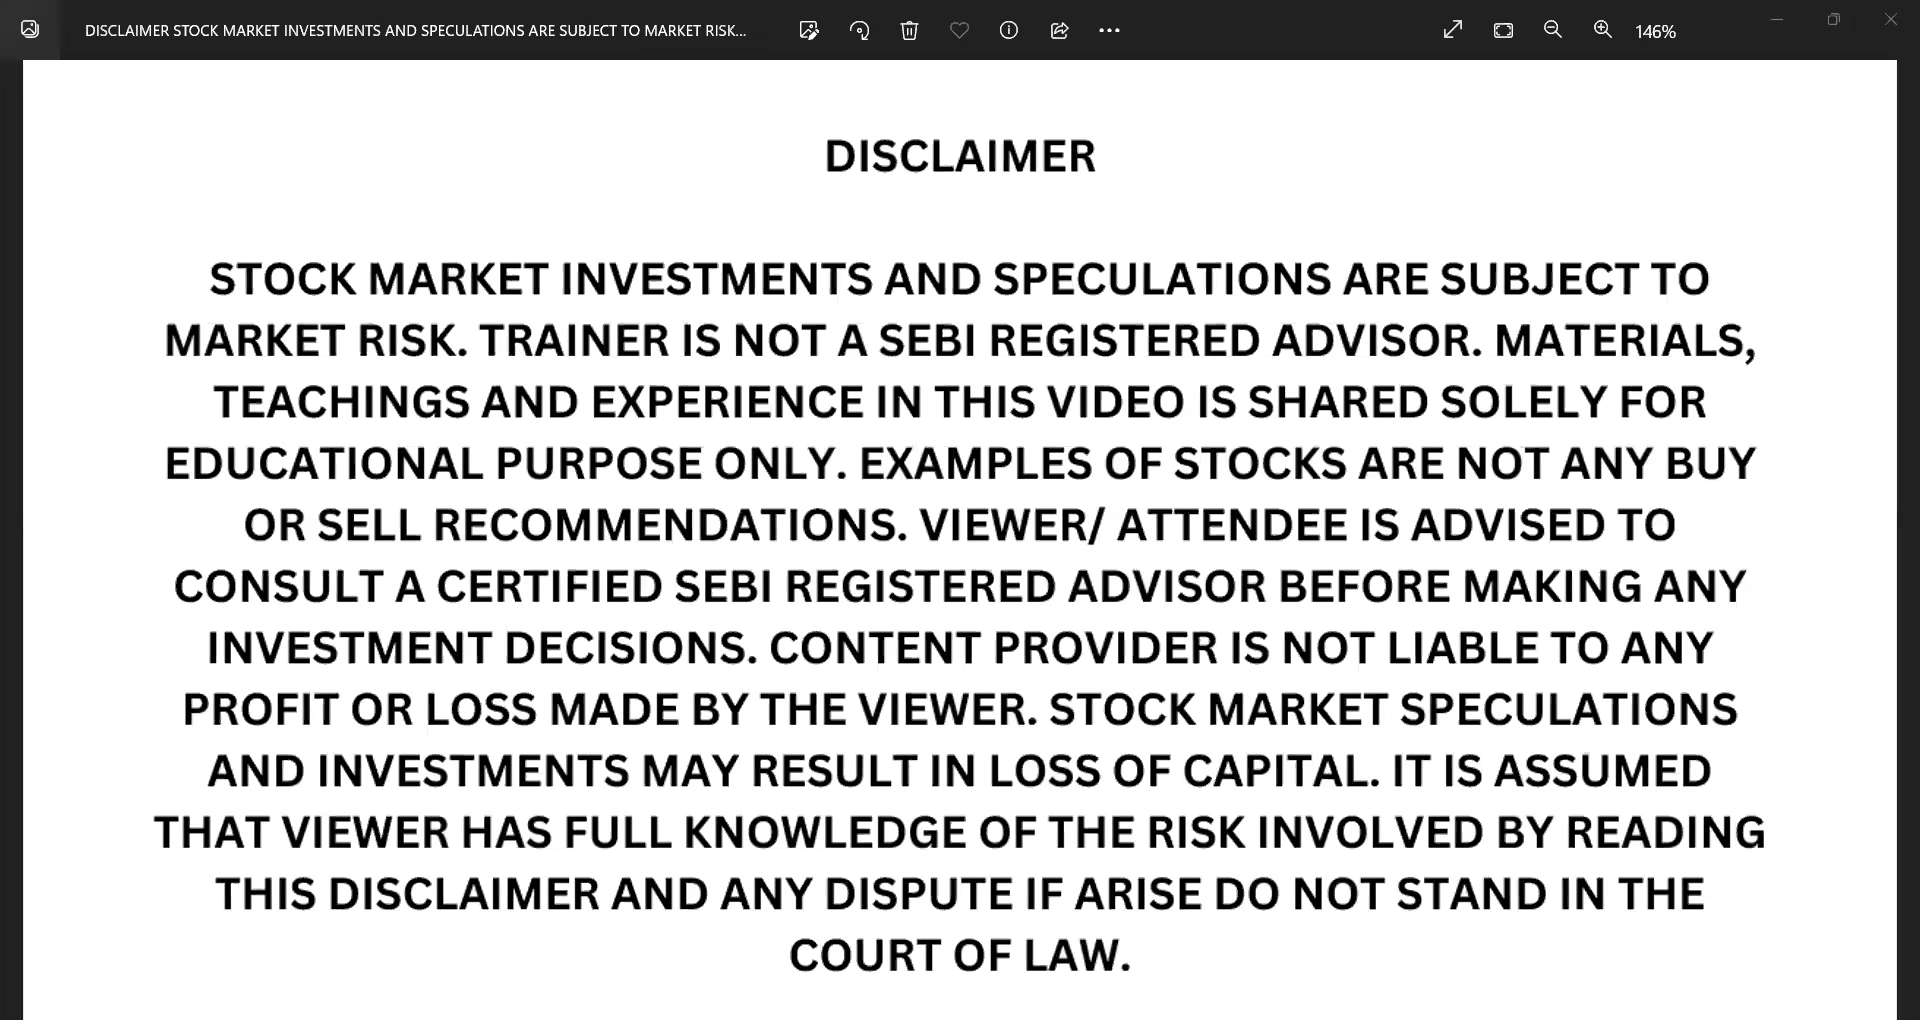 DISCLAIMER STOCK MARKET INVESTMENTS AND SPECULATIONS ARE SUBJECT TO MARKET RISK...
146%
DISCLAIMER
STOCK MARKET INVESTMENTS AND SPECULATIONS ARE SUBJECT TO
MARKET RISK. TRAINER IS NOT A SEBI REGISTERED ADVISOR. MATERIALS,
TEACHINGS AND EXPERIENCE IN THIS VIDEO IS SHARED SOLELY FOR
EDUCATIONAL PURPOSE ONLY. EXAMPLES OF STOCKS ARE NOT ANY BUY
OR SELL RECOMMENDATIONS. VIEWER/ ATTENDEE IS ADVISED TO
CONSULT A CERTIFIED SEBI REGISTERED ADVISOR BEFORE MAKING ANY
INVESTMENT DECISIONS. CONTENT PROVIDER IS NOT LIABLE TO ANY
PROFIT OR LOSS MADE BY THE VIEWER. STOCK MARKET SPECULATIONS
AND INVESTMENTS MAY RESULT IN LOSS OF CAPITAL. IT IS ASSUMED
THAT VIEWER HAS FULL KNOWLEDGE OF THE RISK INVOLVED BY READING
THIS DISCLAIMER AND ANY DISPUTE IF ARISE DO NOT STAND IN THE
COURT OF LAW.